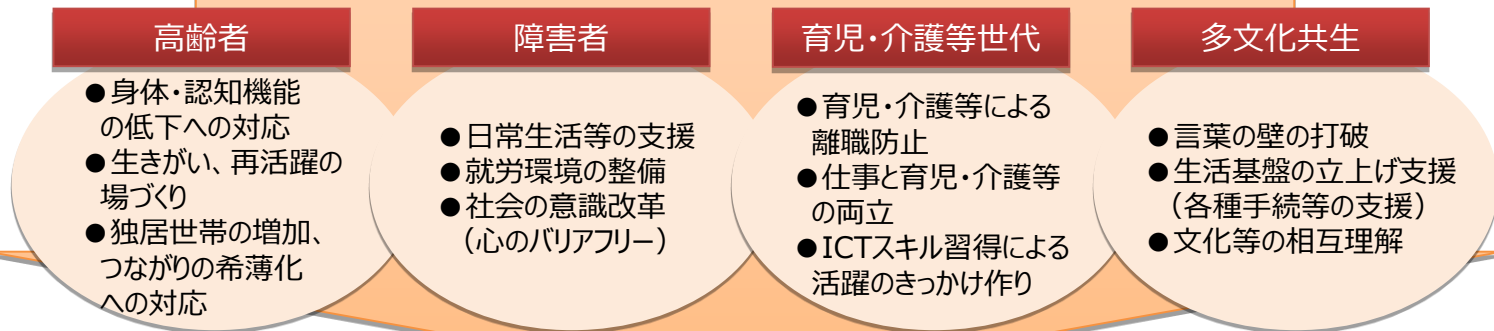 高齢者
●身体・認知機能
の低下への対応
●生きがい、再活躍の
場づくり
●独居世帯の増加、
つながりの希薄化
への対応
障害者
●日常生活等の支援
●就労環境の整備
●社会の意識改革
（心のバリアフリー）
育児・介護等世代
●育児・介護等による
離職防止
●仕事と育児・介護等
の両立
●ICTスキル習得による
活躍のきっかけ作り
多文化共生
●言葉の壁の打破
●生活基盤の立上げ支援
（各種手続等の支援）
●文化等の相互理解